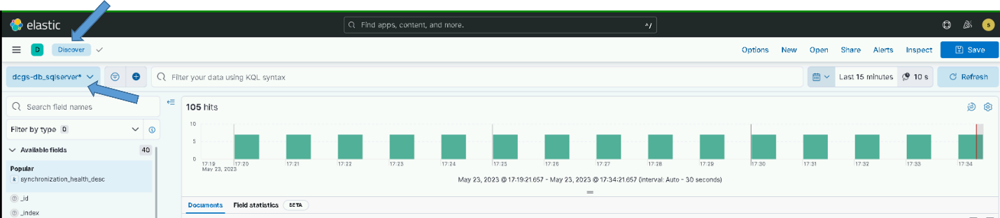 elastic
Find apps, content, and more.
^/
S
D
Discover
Options
New
Open
Share
Alerts
Inspect
Save
dcgs-db_sqlserver*
Filter your data using KQL syntax
Last 15 minutes
10 s
Refresh
Search field names
Filter by type 0
Available fields 40
Popular
k synchronization_health_desc
_id
_index
105 hits
10
5
0
17:19 17:20 17:21 17:22 17:23 17:24 17:25 17:26 17:27 17:28 17:29 17:30 17:31 17:32 17:33 17:34
May 23, 2023
May 23, 2023 @ 17:19:21.657 - May 23, 2023 @ 17:34:21.657 (interval: Auto - 30 seconds)
Documents Field statistics BETA